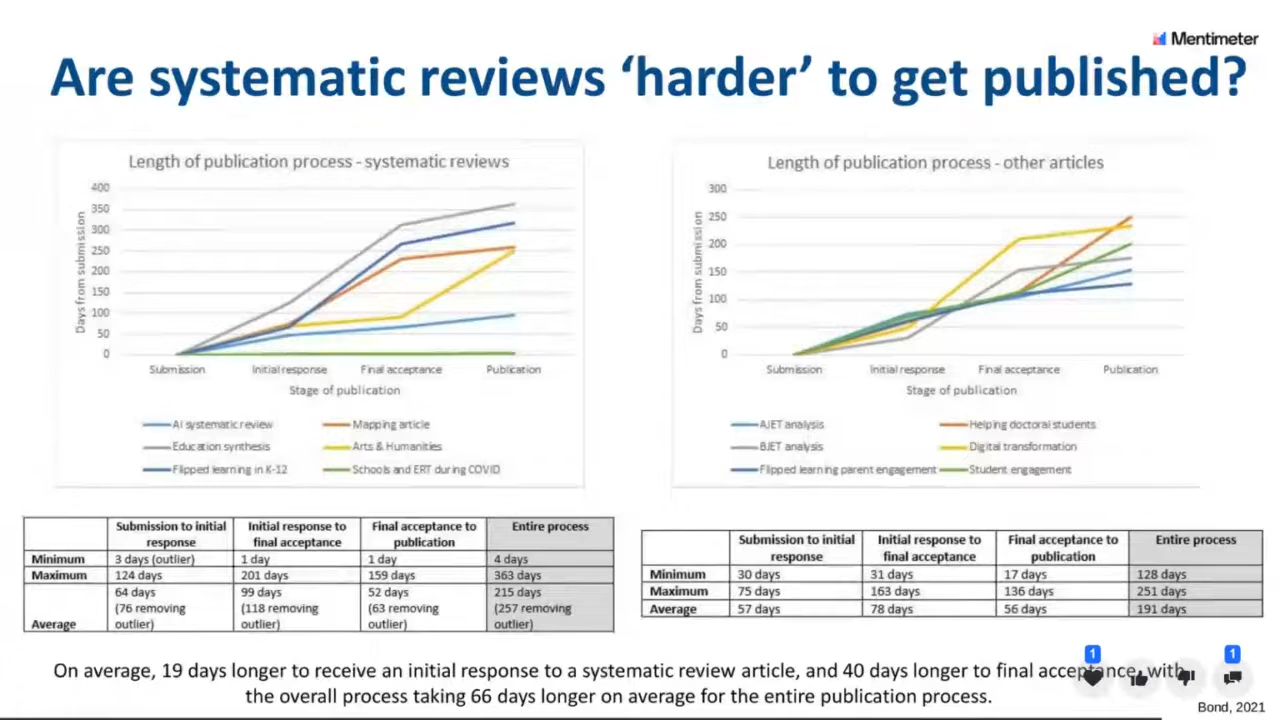 Mentimeter
Are systematic reviews ‘harder’ to get published?
Length of publication process - systematic reviews
400
350
300
250
200
150
100
50
0
Days from submission
Submission Initial response Final acceptance Publication
Stage of publication
AI systematic review Mapping article
Education synthesis Arts & Humanities
Flipped learning in K-12 Schools and ERT during COVID
Length of publication process - other articles
300
250
200
150
100
50
0
Days from submission
Submission Initial response Final acceptance Publication
Stage of publication
AJET analysis Helping doctoral students
BJET analysis Digital transformation
Flipped learning parent engagement Student engagement
Submission to initial Initial response to Final acceptance to Entire process
response final acceptance publication
Minimum 3 days (outlier) 1 day 1 day 4 days
Maximum 124 days 201 days 159 days 363 days
64 days 99 days 52 days 215 days
(76 removing (118 removing (63 removing (257 removing
Average outlier) outlier) outlier) outlier)
Submission to initial Initial response to Final acceptance to Entire process
response final acceptance publication
Minimum 30 days 31 days 17 days 128 days
Maximum 75 days 163 days 136 days 251 days
Average 57 days 78 days 56 days 191 days
On average, 19 days longer to receive an initial response to a systematic review article, and 40 days longer to final acceptance, with
the overall process taking 66 days longer on average for the entire publication process.
1 1
Bond, 2021